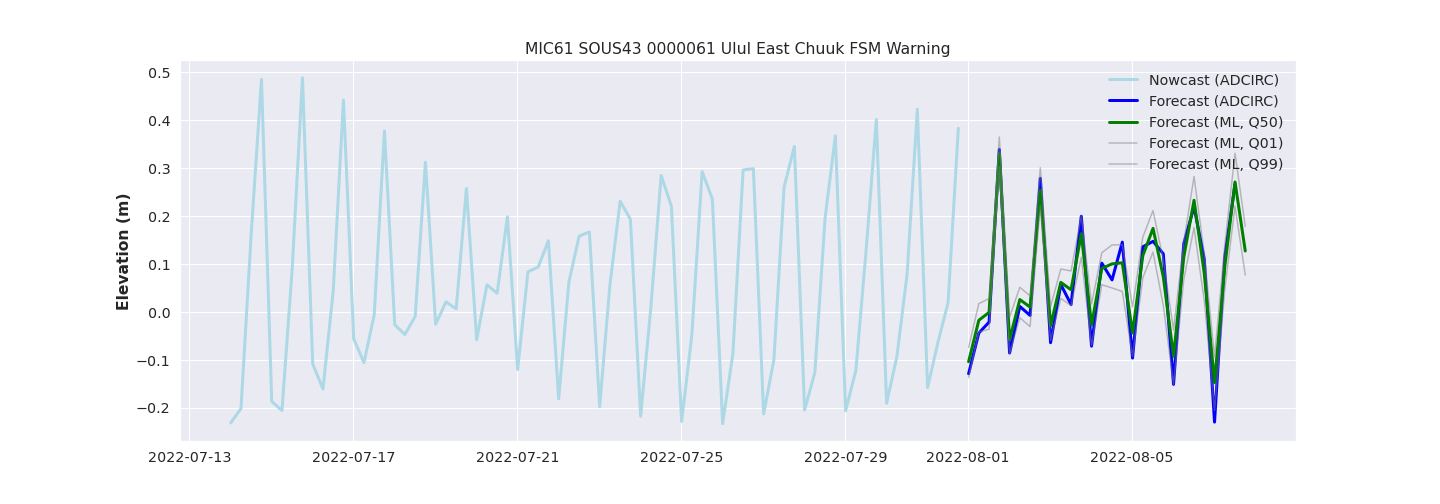 MIC61 SOUS43 0000061 Ulul East Chuuk FSM Warning
Elevation (m)
0.5
0.4
0.3
0.2
0.1
0.0
−0.1
−0.2
Nowcast (ADCIRC)
Forecast (ADCIRC)
Forecast (ML, Q50)
Forecast (ML, Q01)
Forecast (ML, Q99)
2022-07-13
2022-07-17
2022-07-21
2022-07-25
2022-07-29
2022-08-01
2022-08-05